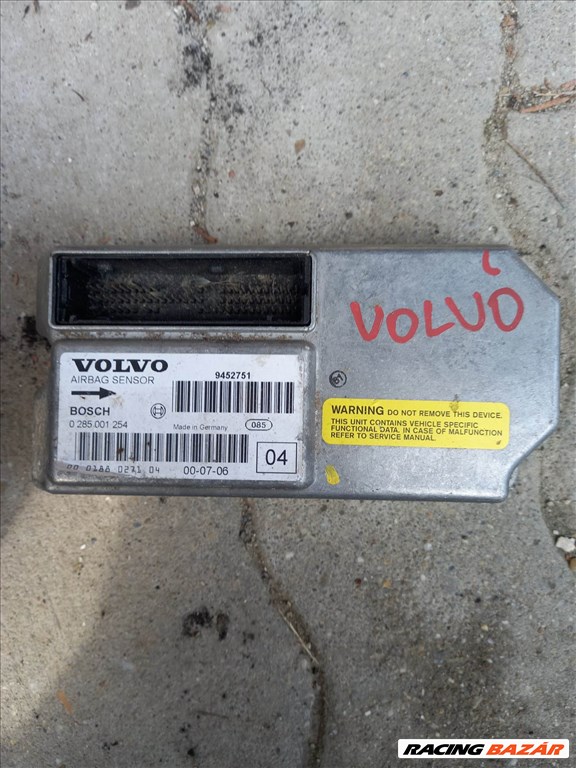 VOLVO
VOLVO
AIRBAG SENSOR
9452751
BOSCH
0 285 001 254
Made in Germany
085
00-07-06
04
WARNING DO NOT REMOVE THIS DEVICE.
THIS UNIT CONTAINS VEHICLE SPECIFIC
FUNCTIONAL DATA. IN CASE OF MALFUNCTION
REFER TO SERVICE MANUAL.
RACING BAZÁR